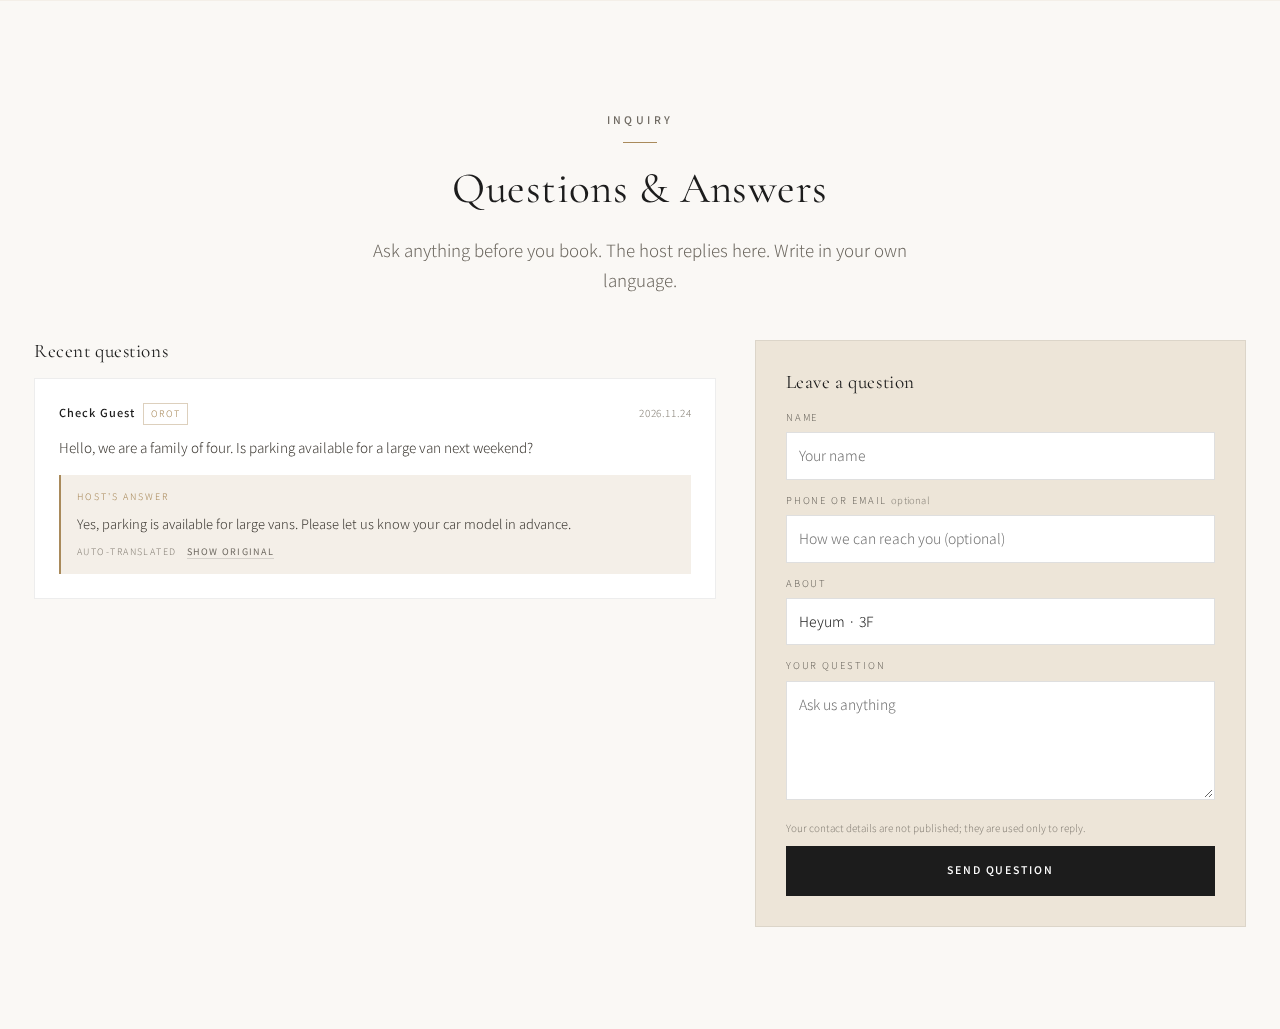 INQUIRY
Questions & Answers
Ask anything before you book. The host replies here. Write in your own
language.
Recent questions
Check Guest OROT 2026.11.24
Hello, we are a family of four. Is parking available for a large van next weekend?
HOST'S ANSWER
Yes, parking is available for large vans. Please let us know your car model in advance.
AUTO-TRANSLATED SHOW ORIGINAL
Leave a question
NAME
Your name
PHONE OR EMAIL optional
How we can reach you (optional)
ABOUT
Heyum · 3F
YOUR QUESTION
Ask us anything
Your contact details are not published; they are used only to reply.
SEND QUESTION